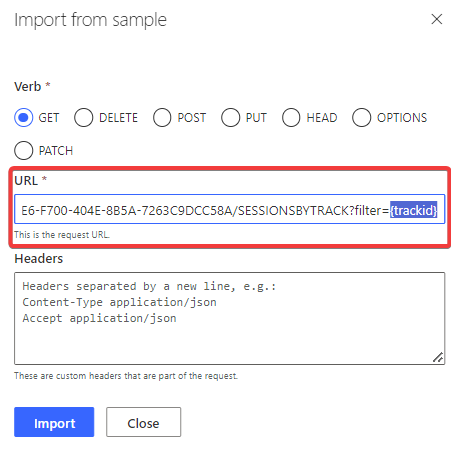 Import from sample
Verb *
GET DELETE POST PUT HEAD OPTIONS
PATCH
URL *
E6-F700-404E-8B5A-7263C9DCC58A/SESSIONSBYTRACK?filter={trackid}
This is the request URL.
Headers
Headers separated by a new line, e.g.:
Content-Type application/json
Accept application/json
These are custom headers that are part of the request.
Import Close